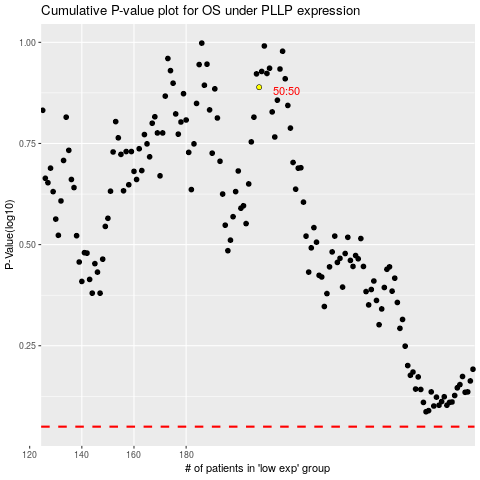 Cumulative P-value plot for OS under PLLP expression
P-Value(log10)
1.00
0.75
0.50
0.25
50:50
120 140 160 180
# of patients in 'low exp' group